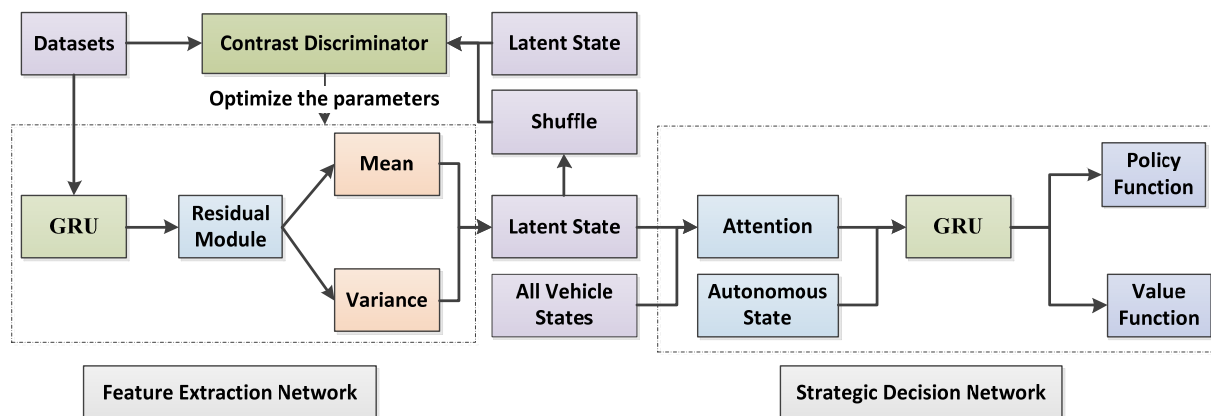 Datasets
Contrast Discriminator
Latent State
Optimize the parameters
Shuffle
Mean
Policy
Function
GRU
Residual
Module
Latent State
Attention
GRU
Variance
All Vehicle
States
Autonomous
State
Value
Function
Feature Extraction Network
Strategic Decision Network